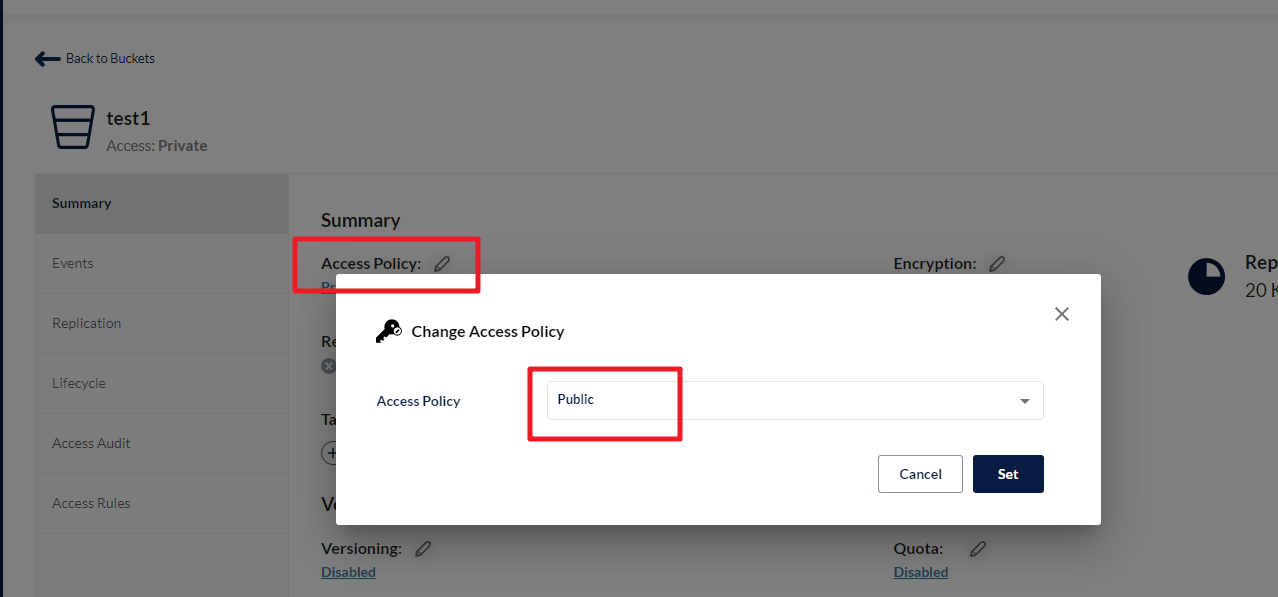 Back to Buckets
test1
Access: Private
Summary
Events
Replication
Lifecycle
Access Audit
Access Rules
Summary
Access Policy:
Encryption:
Change Access Policy
Access Policy
Public
Cancel
Set
Versioning:
Disabled
Quota:
Disabled
20